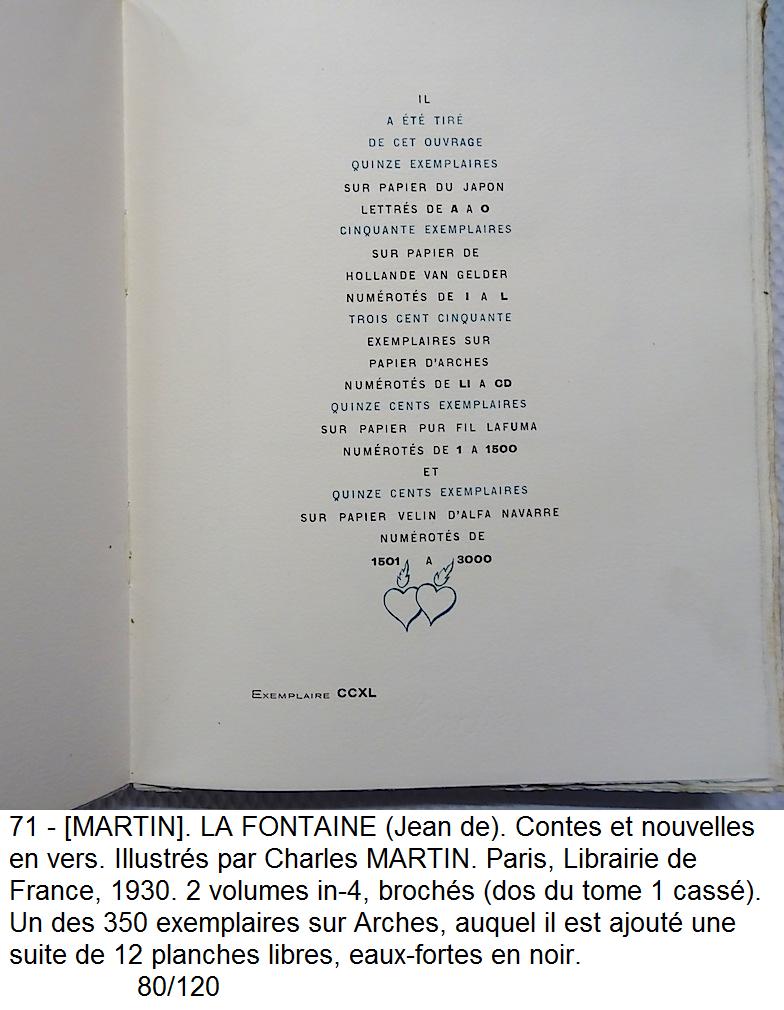 IL
A ÉTÉ TIRÉ
DE CET OUVRAGE
QUINZE EXEMPLAIRES
SUR PAPIER DU JAPON
LETTRÉS DE A A O
CINQUANTE EXEMPLAIRES
SUR PAPIER DE
HOLLANDE VAN GELDER
NUMÉROTÉS DE I A L
TROIS CENT CINQUANTE
EXEMPLAIRES SUR
PAPIER D'ARCHES
NUMÉROTÉS DE LI A CD
QUINZE CENTS EXEMPLAIRES
SUR PAPIER PUR FIL LAFUMA
NUMÉROTÉS DE 1 A 1500
ET
QUINZE CENTS EXEMPLAIRES
SUR PAPIER VELIN D'ALFA NAVARRE
NUMÉROTÉS DE
1501 A 3000
EXEMPLAIRE CCXL
71 - [MARTIN]. LA FONTAINE (Jean de). Contes et nouvelles
en vers. Illustrés par Charles MARTIN. Paris, Librairie de
France, 1930. 2 volumes in-4, brochés (dos du tome 1 cassé).
Un des 350 exemplaires sur Arches, auquel il est ajouté une
suite de 12 planches libres, eaux-fortes en noir.
80/120